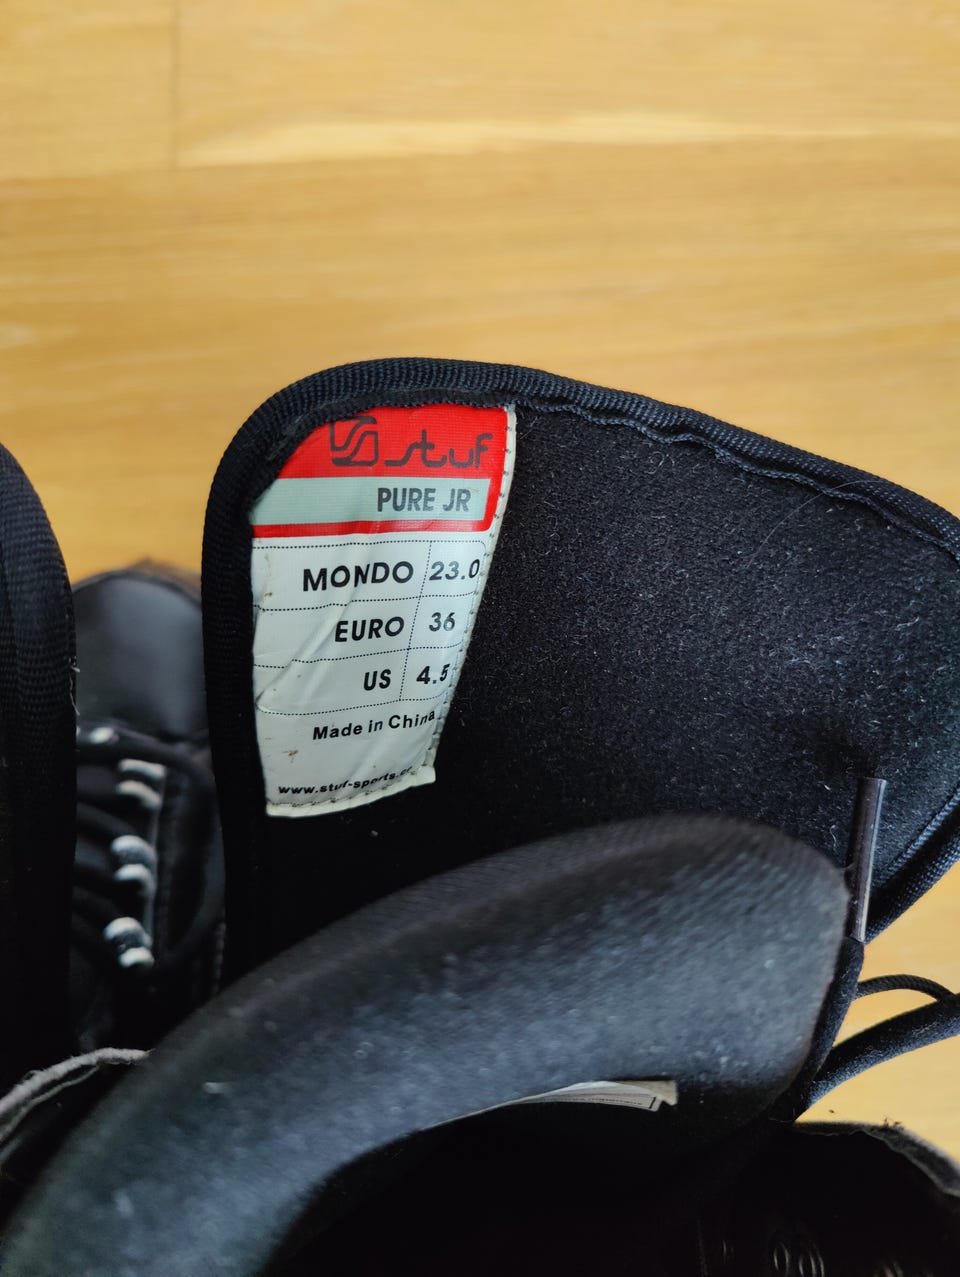 stuf
PURE JR
MONDO 23.0
EURO 36
US 4.5
Made in China